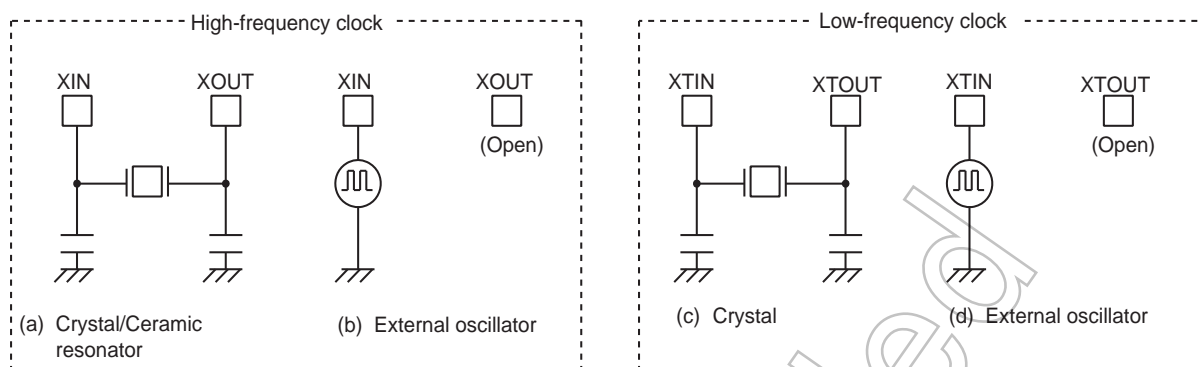 High-frequency clock
XIN
XOUT
XIN
XOUT
(Open)
(a) Crystal/Ceramic
resonator
(b) External oscillator
Low-frequency clock
XTIN
XTOUT
XTIN
XTOUT
(Open)
(c) Crystal
(d) External oscillator